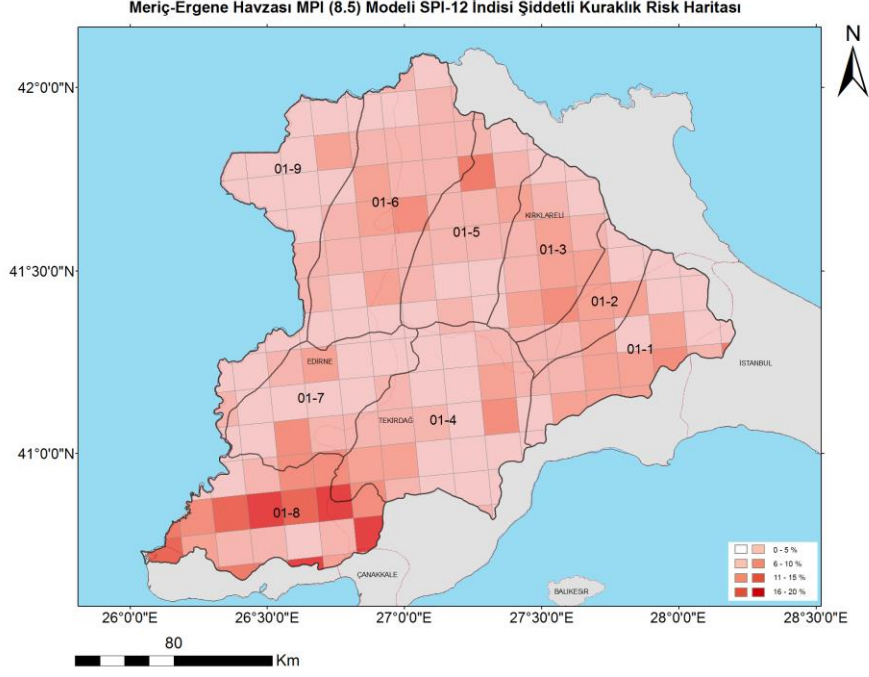 Meriç-Ergene Havzası MPI (8.5) Modeli SPI-12 İndisi Şiddetli Kuraklık Risk Haritası
N
42°0'0"N
01-9
01-6
KIRKLARELİ
01-5
01-3
41°30'0"N
01-2
01-1
EDİRNE
İSTANBUL
01-7
TEKİRDAĞ
01-4
41°0'0"N
01-8
0 - 5 %
6 - 10 %
11 - 15 %
16 - 20 %
ÇANAKKALE
BALIKESİR
26°0'0"E 26°30'0"E 27°0'0"E 27°30'0"E 28°0'0"E 28°30'0"E
80
Km